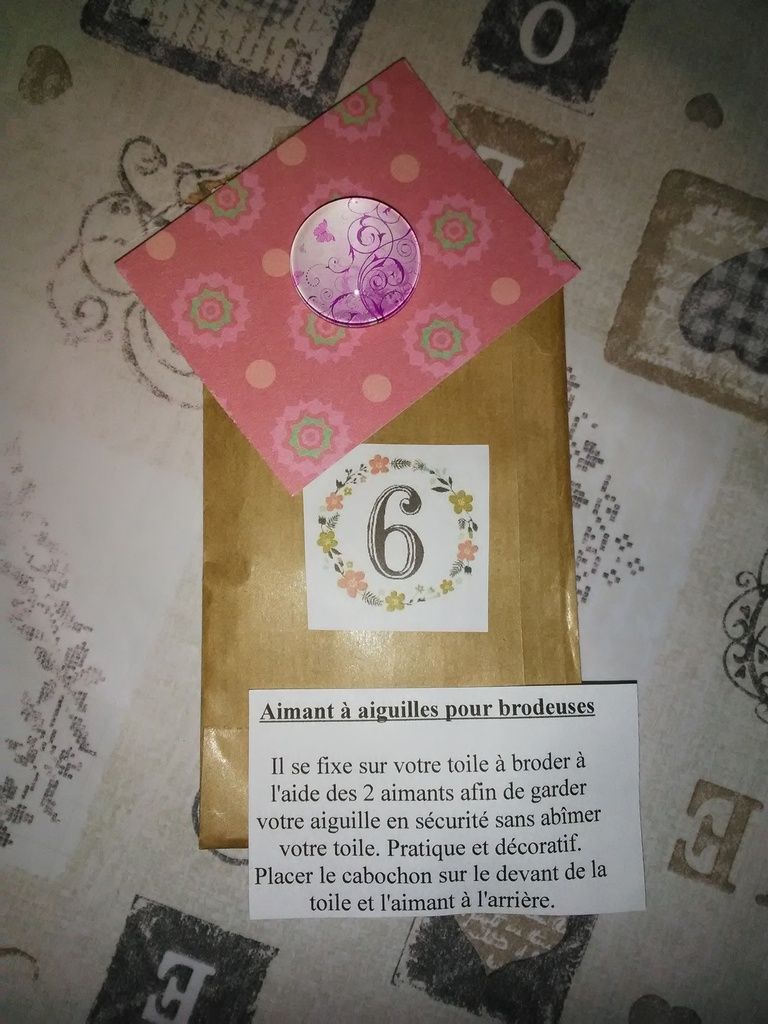 O
E
6
Aimant à aiguilles pour brodeuses
Il se fixe sur votre toile à broder à
l'aide des 2 aimants afin de garder
votre aiguille en sécurité sans abîmer
votre toile. Pratique et décoratif.
Placer le cabochon sur le devant de la
toile et l'aimant à l'arrière.
E
E